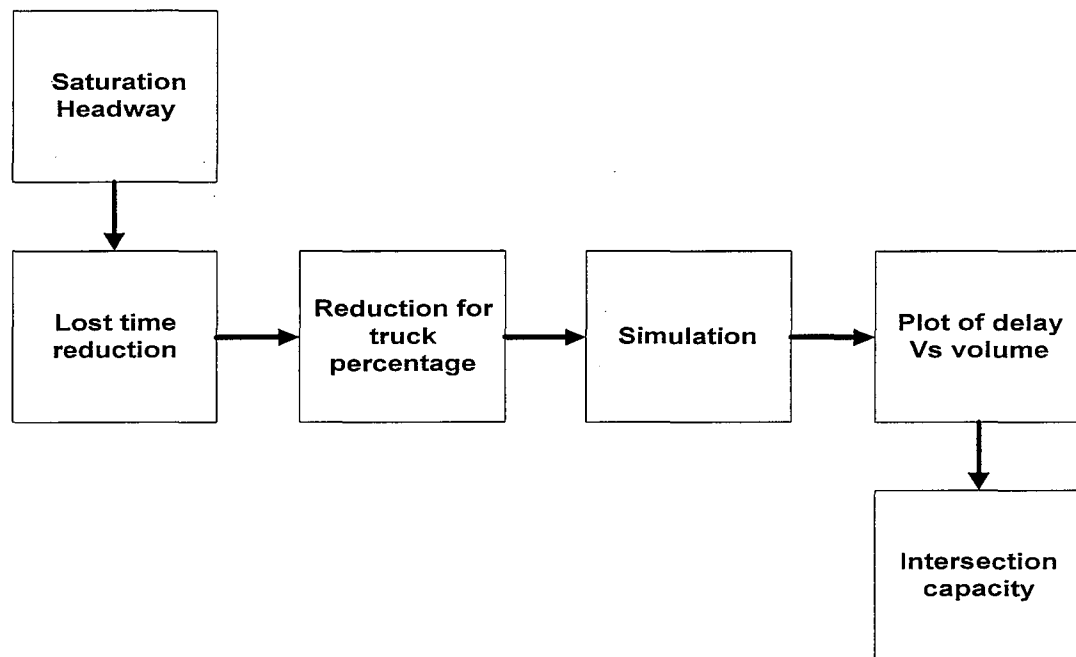 Saturation
Headway
Lost time
reduction
Reduction for
truck
percentage
Simulation
Plot of delay
Vs volume
Intersection
capacity